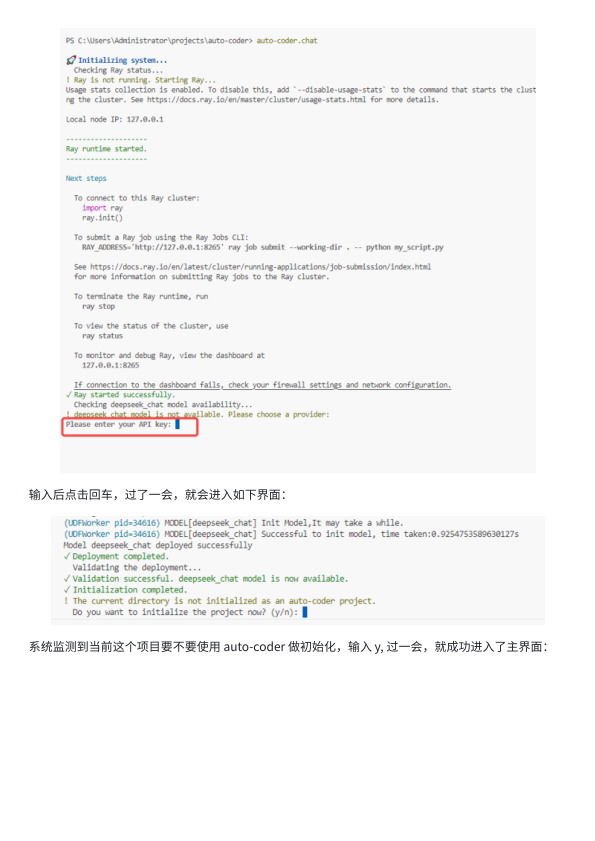 PS C:\Users\Administrator\projects\auto-coder> auto-coder.chat
🚀 Initializing system...
Checking Ray status...
! Ray is not running. Starting Ray...
Usage stats collection is enabled. To disable this, add `--disable-usage-stats` to the command that starts the clust
ng the cluster. See https://docs.ray.io/en/master/cluster/usage-stats.html for more details.
Local node IP: 127.0.0.1
--------------------
Ray runtime started.
--------------------
Next steps
To connect to this Ray cluster:
import ray
ray.init()
To submit a Ray job using the Ray Jobs CLI:
RAY_ADDRESS='http://127.0.0.1:8265' ray job submit --working-dir . -- python my_script.py
See https://docs.ray.io/en/latest/cluster/running-applications/job-submission/index.html
for more information on submitting Ray jobs to the Ray cluster.
To terminate the Ray runtime, run
ray stop
To view the status of the cluster, use
ray status
To monitor and debug Ray, view the dashboard at
127.0.0.1:8265
If connection to the dashboard fails, check your firewall settings and network configuration.
✓ Ray started successfully.
Checking deepseek_chat model availability...
! deepseek_chat model is not available. Please choose a provider:
Please enter your API key:
输入后点击回车，过了一会，就会进入如下界面：
(UDFWorker pid=34616) MODEL[deepseek_chat] Init Model,It may take a while.
(UDFWorker pid=34616) MODEL[deepseek_chat] Successful to init model, time taken:0.9254753589630127s
Model deepseek_chat deployed successfully
✓ Deployment completed.
Validating the deployment...
✓ Validation successful. deepseek_chat model is now available.
✓ Initialization completed.
! The current directory is not initialized as an auto-coder project.
Do you want to initialize the project now? (y/n):
系统监测到当前这个项目要不要使用 auto-coder 做初始化，输入 y, 过一会，就成功进入了主界面：